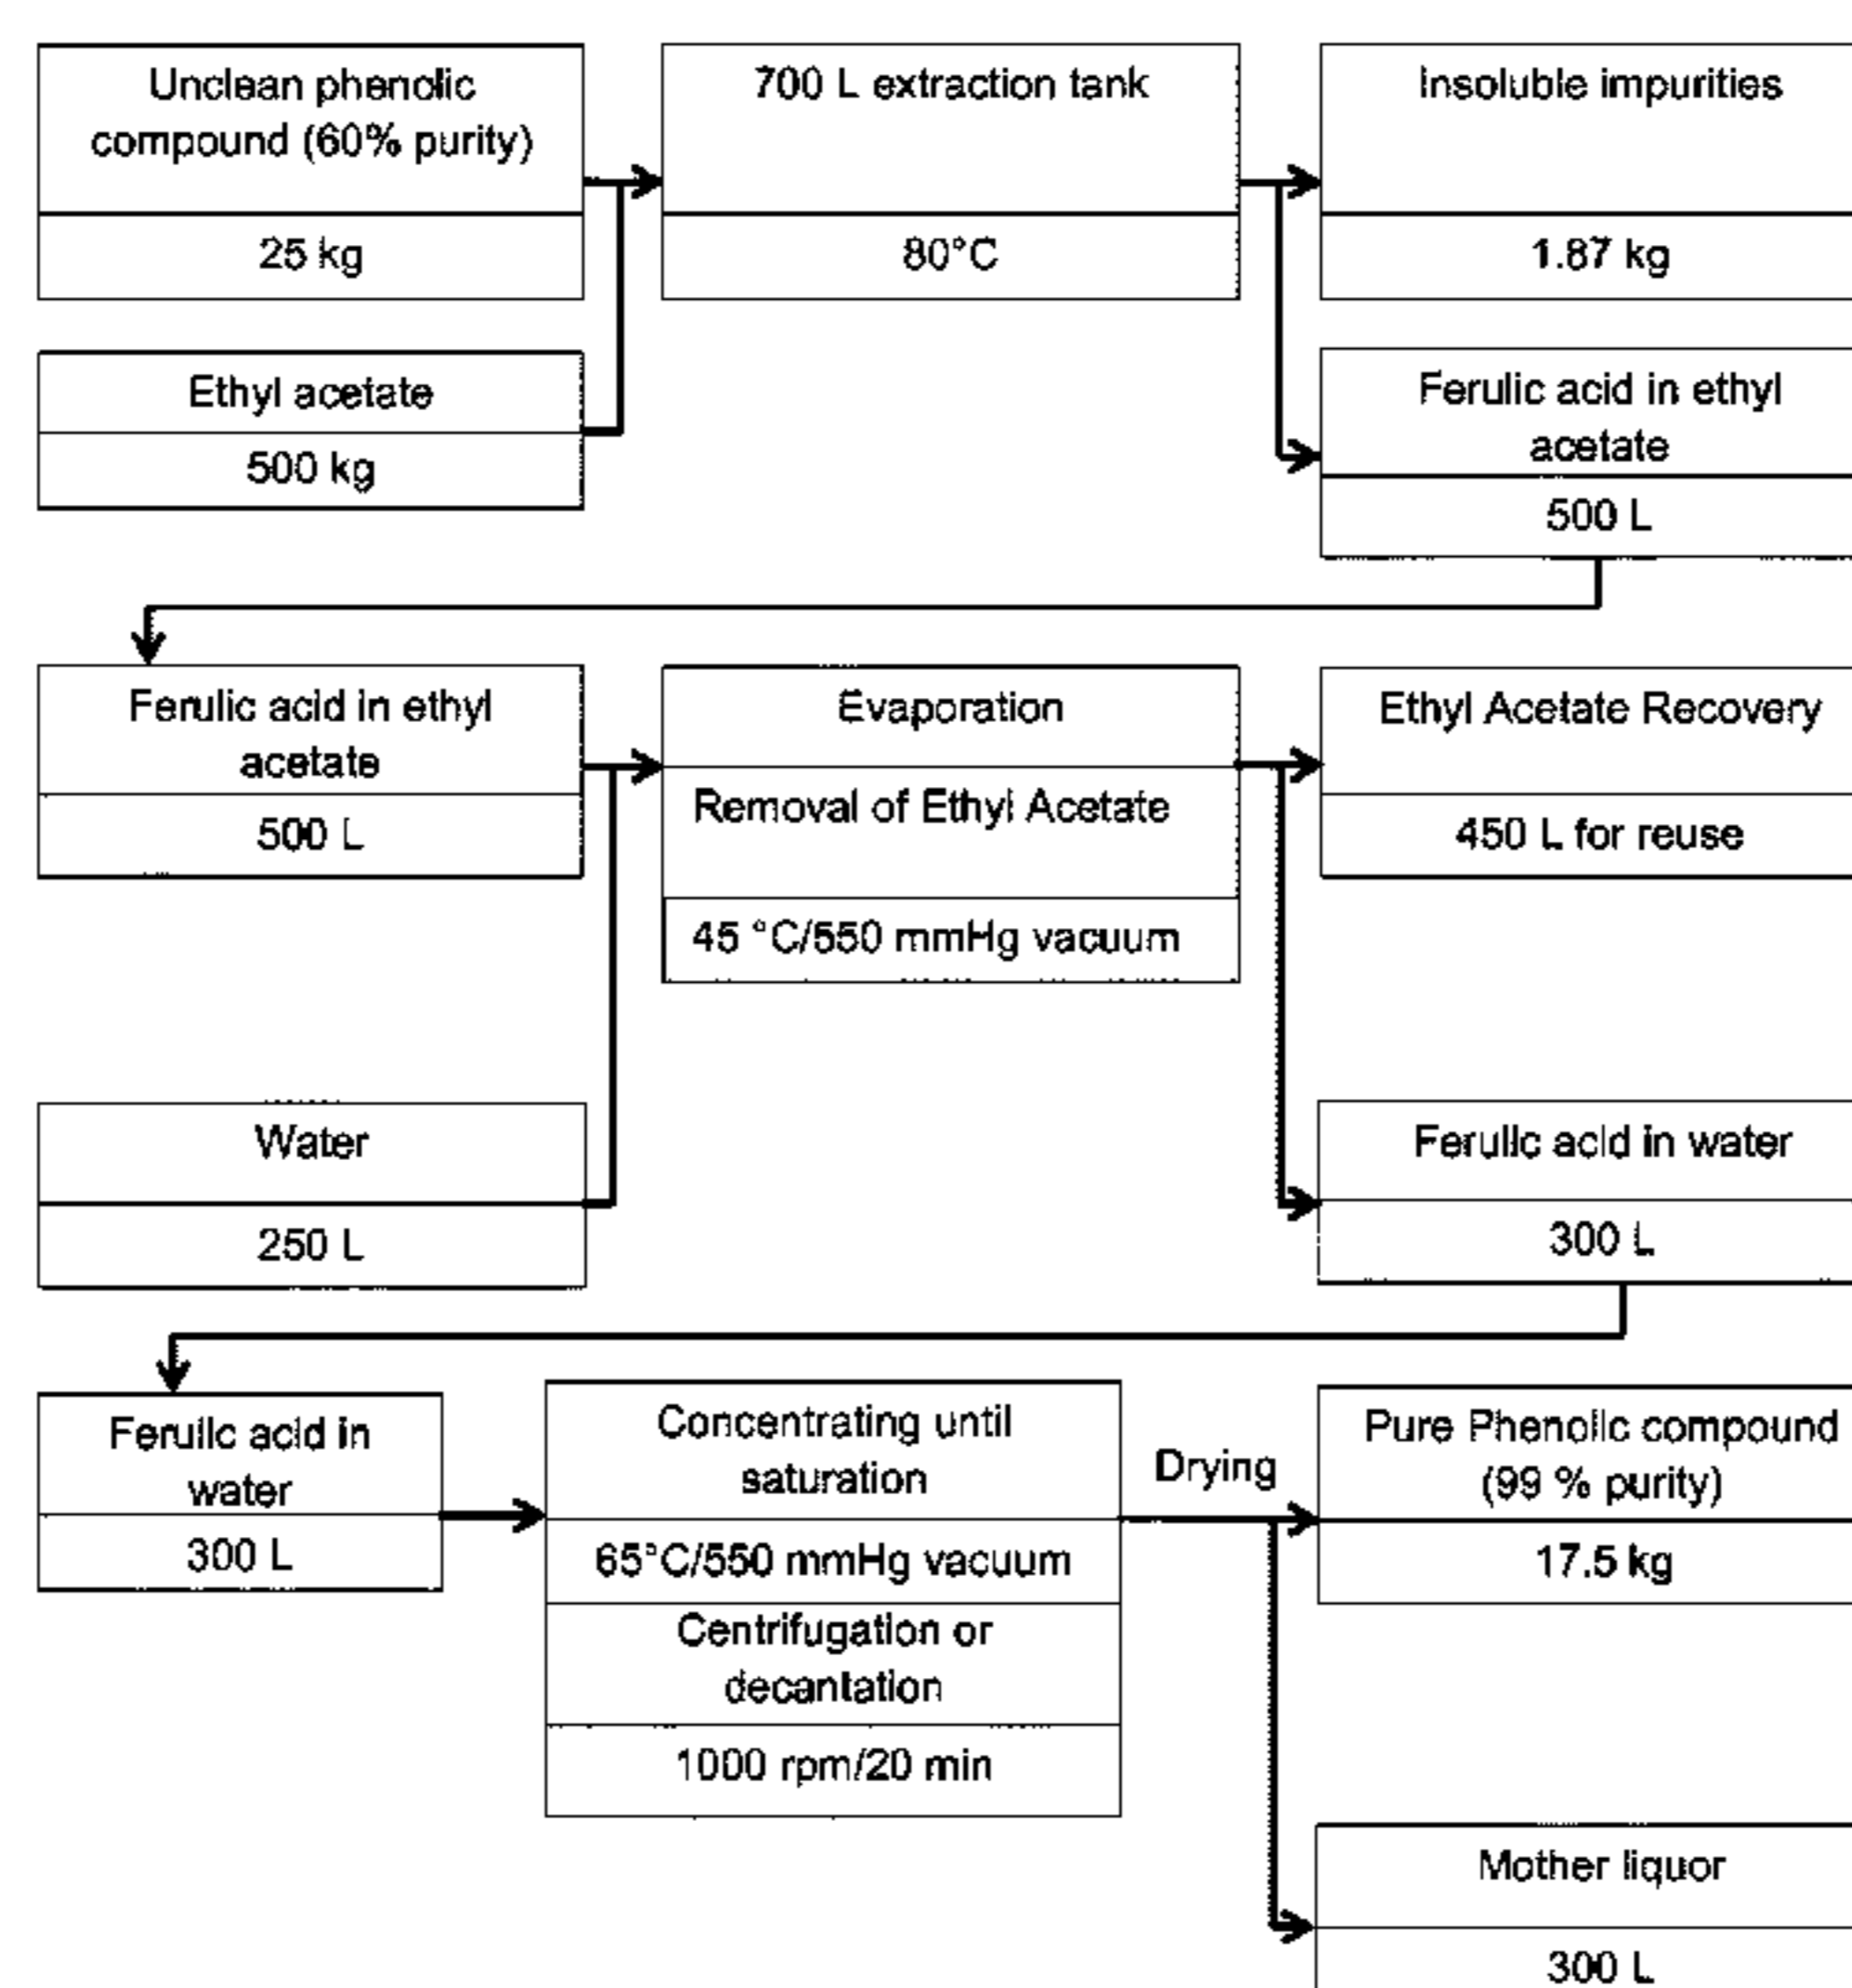 Unclean phenolic
compound (60% purity)
25 kg
700 L extraction tank
80°C
Insoluble impurities
1.87 kg
Ethyl acetate
500 kg
Ferulic acid in ethyl
acetate
500 L
Ferulic acid in ethyl
acetate
500 L
Evaporation
Removal of Ethyl Acetate
45 °C/550 mmHg vacuum
Ethyl Acetate Recovery
450 L for reuse
Water
250 L
Ferulic acid in water
300 L
Ferulic acid in
water
300 L
Concentrating until
saturation
65°C/550 mmHg vacuum
Centrifugation or
decantation
1000 rpm/20 min
Drying
Pure Phenolic compound
(99 % purity)
17.5 kg
Mother liquor
300 L